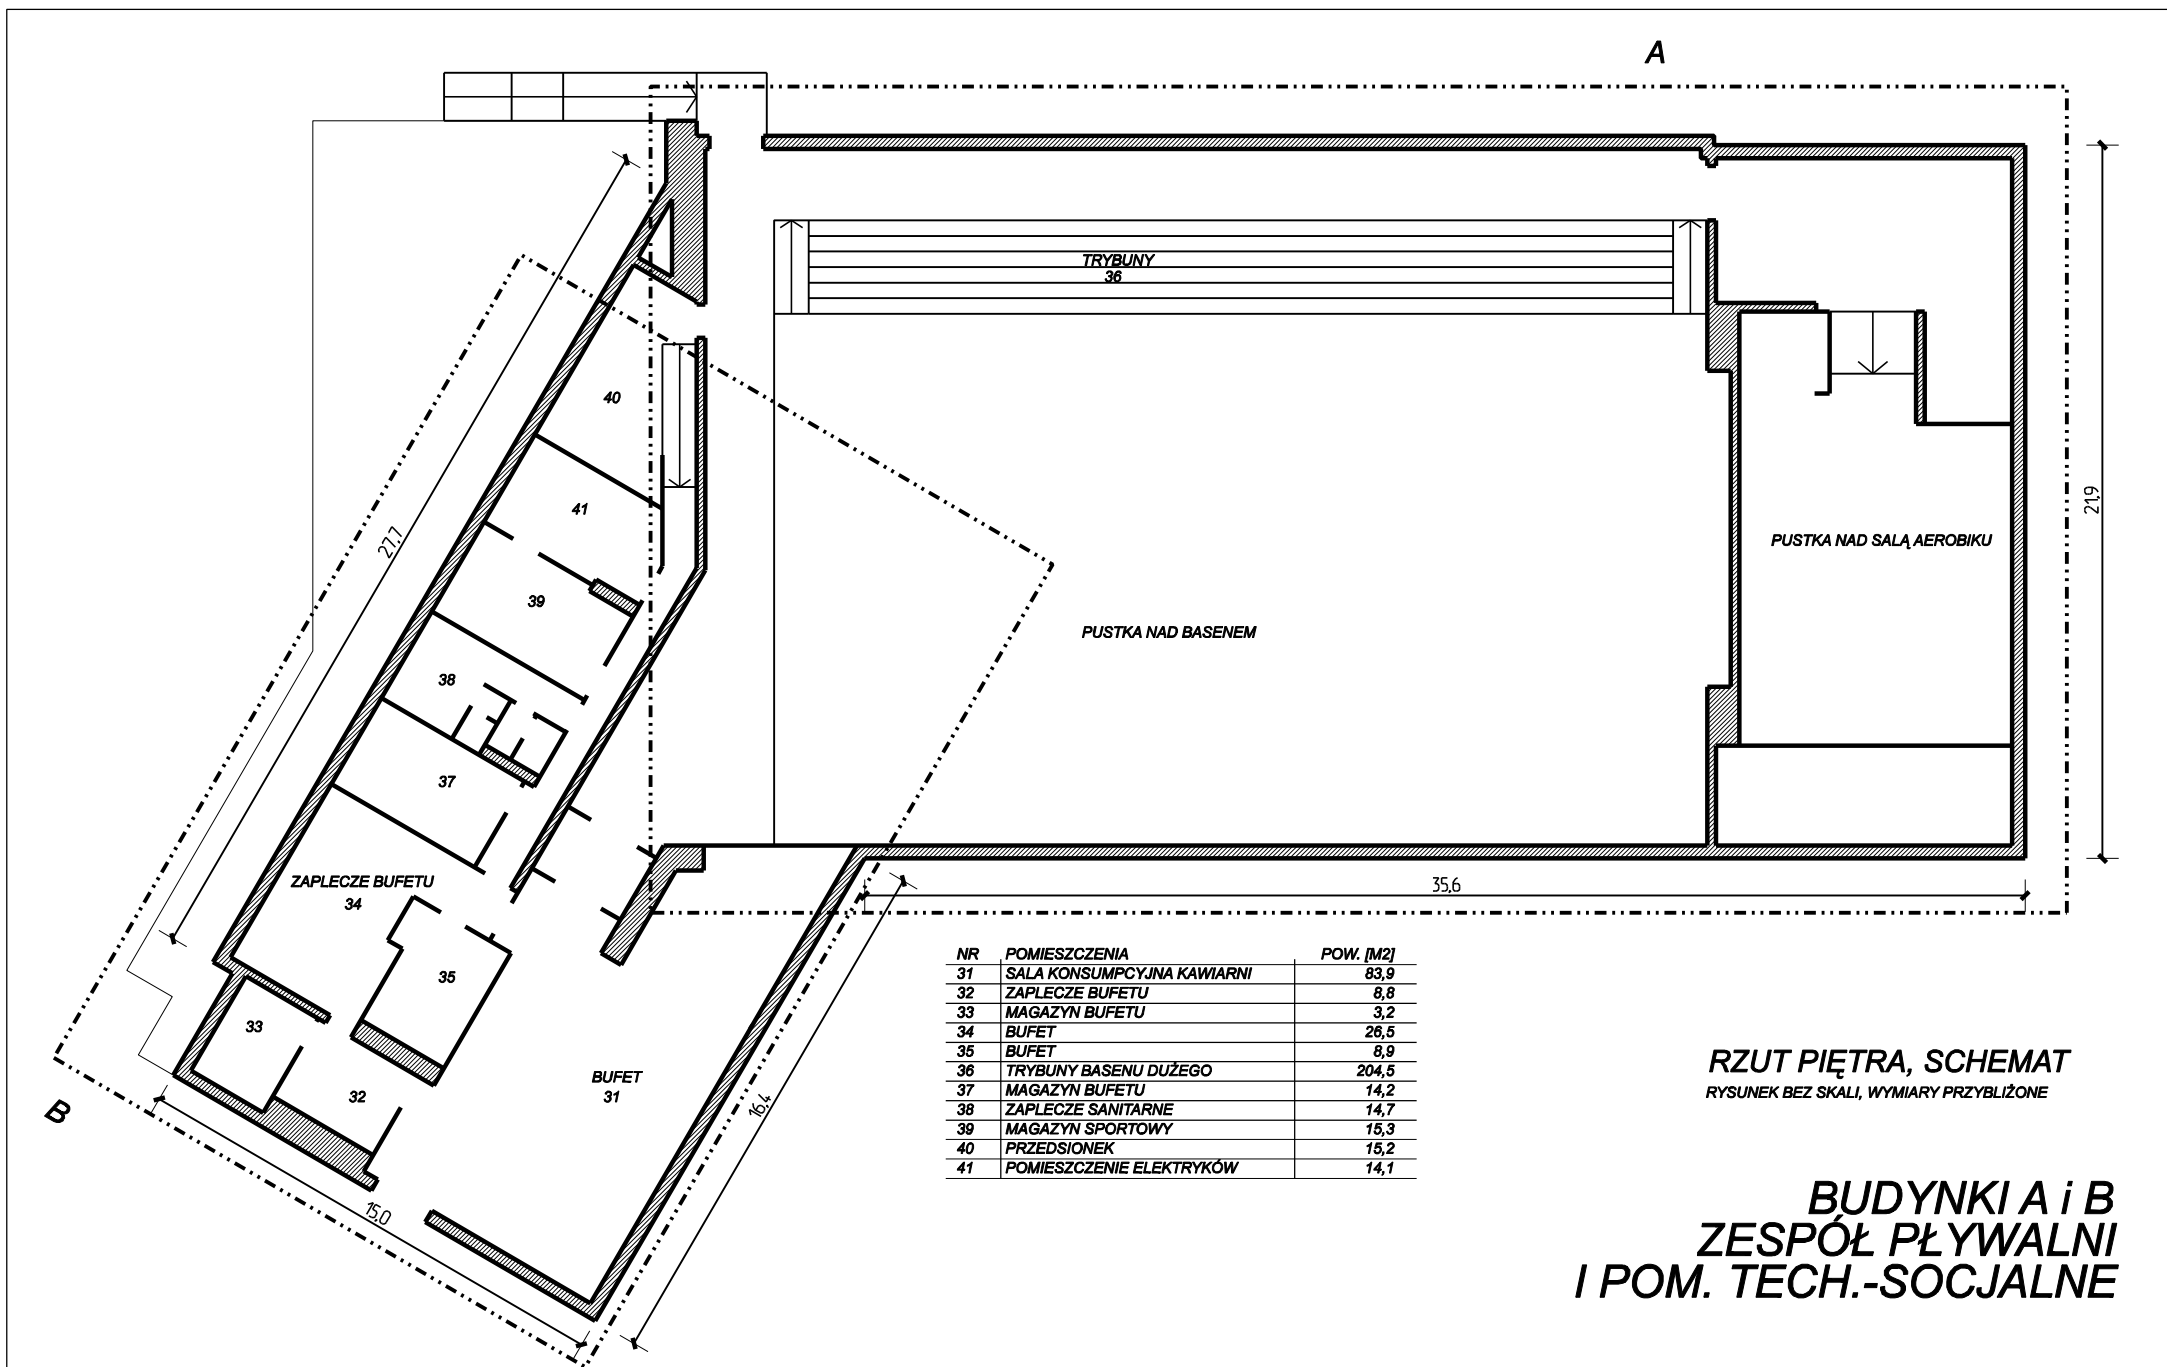 A
TRYBUNY
36
40
27,7
41
21,9
PUSTKA NAD SALĄ AEROBIKU
39
PUSTKA NAD BASENEM
38
37
ZAPLECZE BUFETU
34
35,6
35
33
BUFET
31
32
16,4
15,0
B
NR POMIESZCZENIA POW. [M2]
31 SALA KONSUMPCYJNA KAWIARNI 83,9
32 ZAPLECZE BUFETU 8,8
33 MAGAZYN BUFETU 3,2
34 BUFET 26,5
35 BUFET 8,9
36 TRYBUNY BASENU DUŻEGO 204,5
37 MAGAZYN BUFETU 14,2
38 ZAPLECZE SANITARNE 14,7
39 MAGAZYN SPORTOWY 15,3
40 PRZEDSIONEK 15,2
41 POMIESZCZENIE ELEKTRYKÓW 14,1
RZUT PIĘTRA, SCHEMAT
RYSUNEK BEZ SKALI, WYMIARY PRZYBLIŻONE
BUDYNKI A i B
ZESPÓŁ PŁYWALNI
I POM. TECH.-SOCJALNE